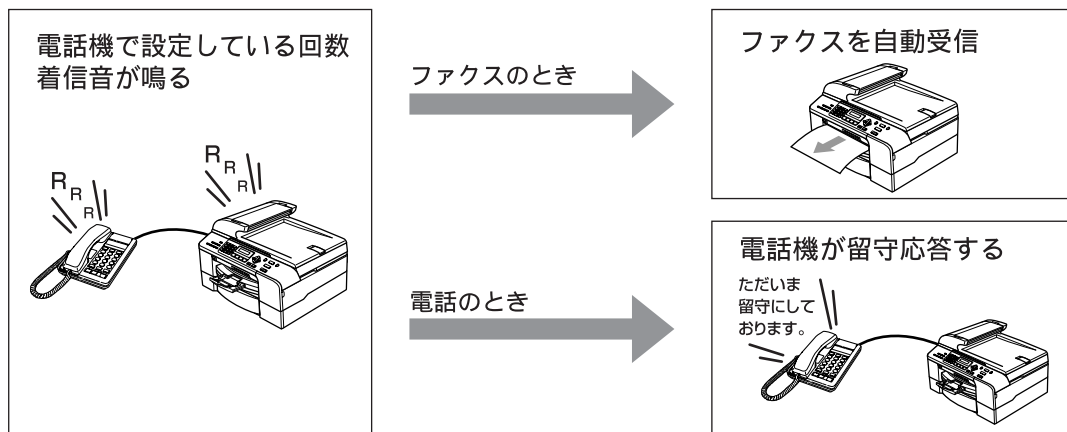 電話機で設定している回数
着信音が鳴る
R R R
R R R
ファクスのとき
ファクスを自動受信
電話のとき
電話機が留守応答する
ただいま
留守にして
おります。